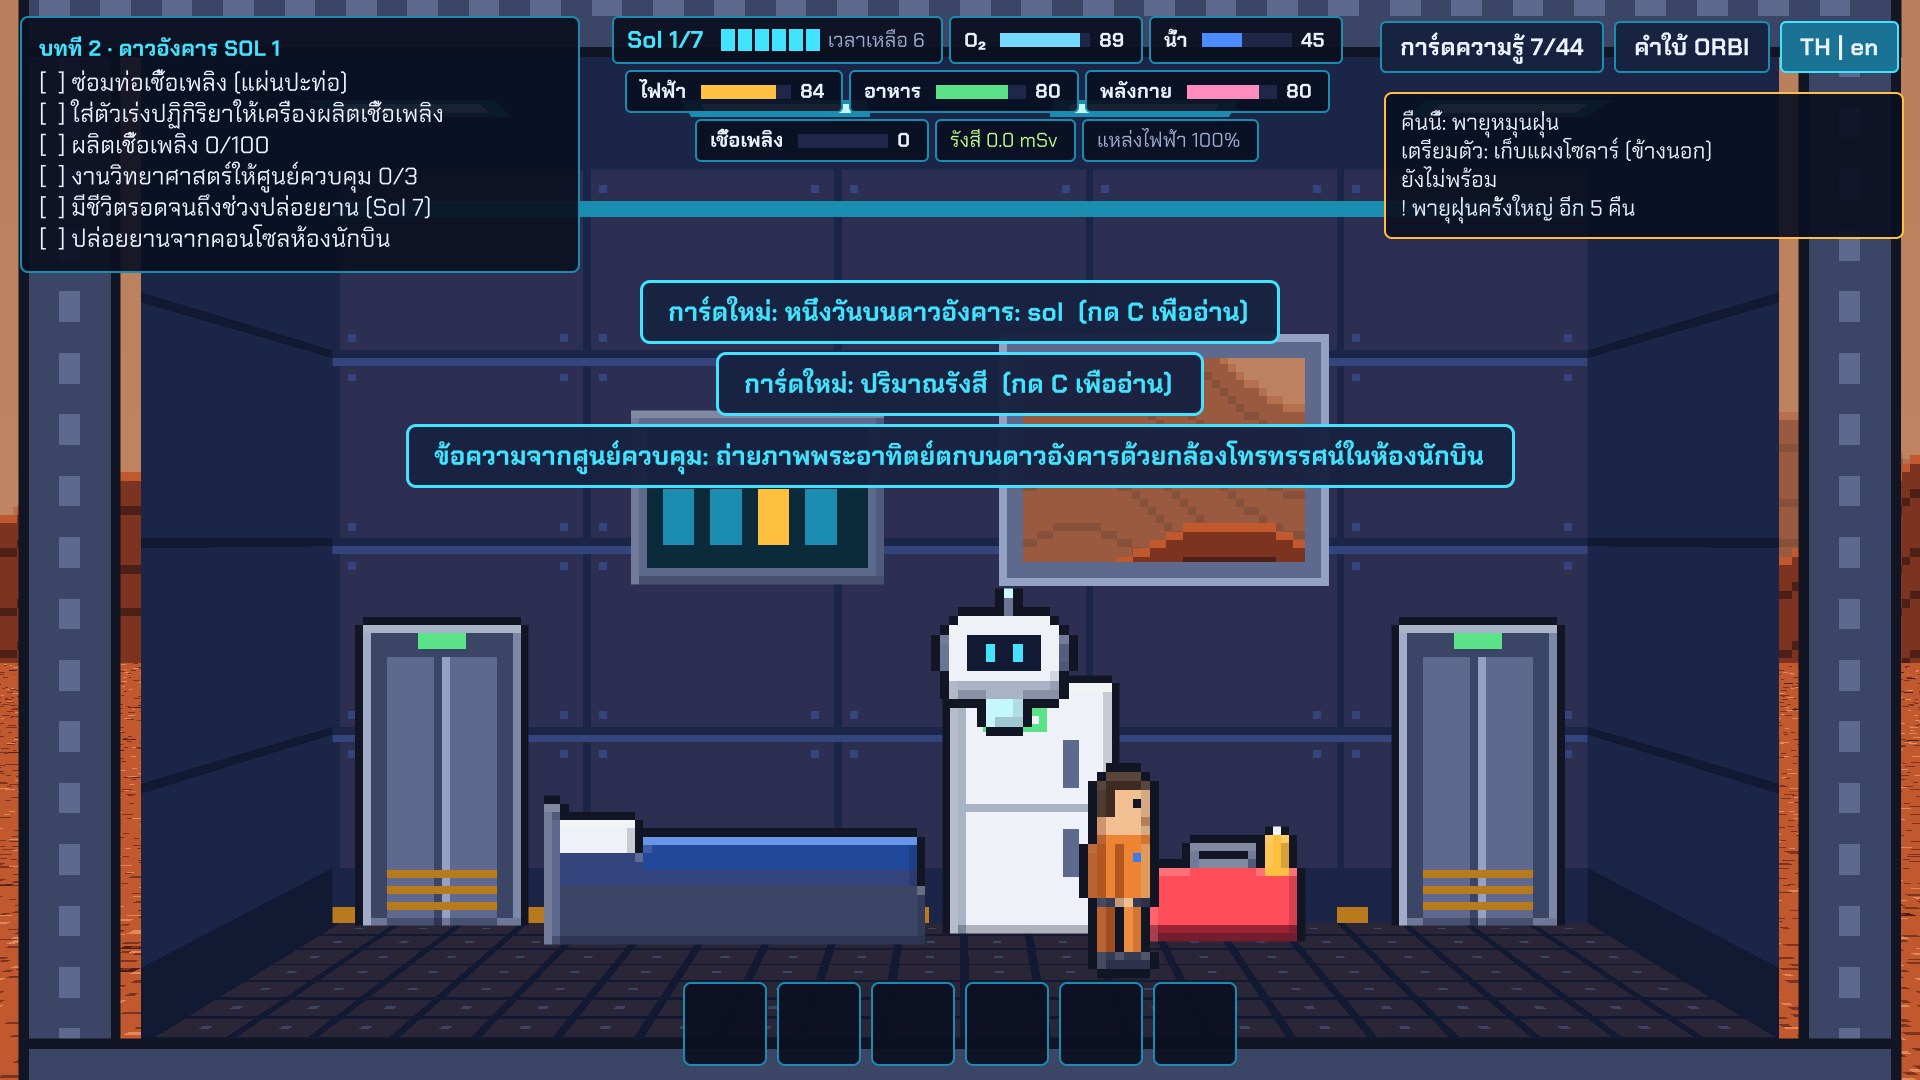 บทที่ 2 · ดาวอังคาร SOL 1
[ ] ซ่อมท่อเชื้อเพลิง (แผ่นปะท่อ)
[ ] ใส่ตัวเร่งปฏิกิริยาให้เครื่องผลิตเชื้อเพลิง
[ ] ผลิตเชื้อเพลิง 0/100
[ ] งานวิทยาศาสตร์ให้ศูนย์ควบคุม 0/3
[ ] มีชีวิตรอดจนถึงช่วงปล่อยยาน (Sol 7)
[ ] ปล่อยยานจากคอนโซลห้องนักบิน
Sol 1/7 เวลาเหลือ 6
O₂ 89
น้ำ 45
ไฟฟ้า 84
อาหาร 80
พลังกาย 80
เชื้อเพลิง 0
รังสี 0.0 mSv
แหล่งไฟฟ้า 100%
การ์ดความรู้ 7/44
คำใบ้ ORBI
TH | en
คืนนี้: พายุหมุนฝุ่น
เตรียมตัว: เก็บแผงโซลาร์ (ข้างนอก)
ยังไม่พร้อม
! พายุฝุ่นครั้งใหญ่ อีก 5 คืน
การ์ดใหม่: หนึ่งวันบนดาวอังคาร: sol (กด C เพื่ออ่าน)
การ์ดใหม่: ปริมาณรังสี (กด C เพื่ออ่าน)
ข้อความจากศูนย์ควบคุม: ถ่ายภาพพระอาทิตย์ตกบนดาวอังคารด้วยกล้องโทรทรรศน์ในห้องนักบิน